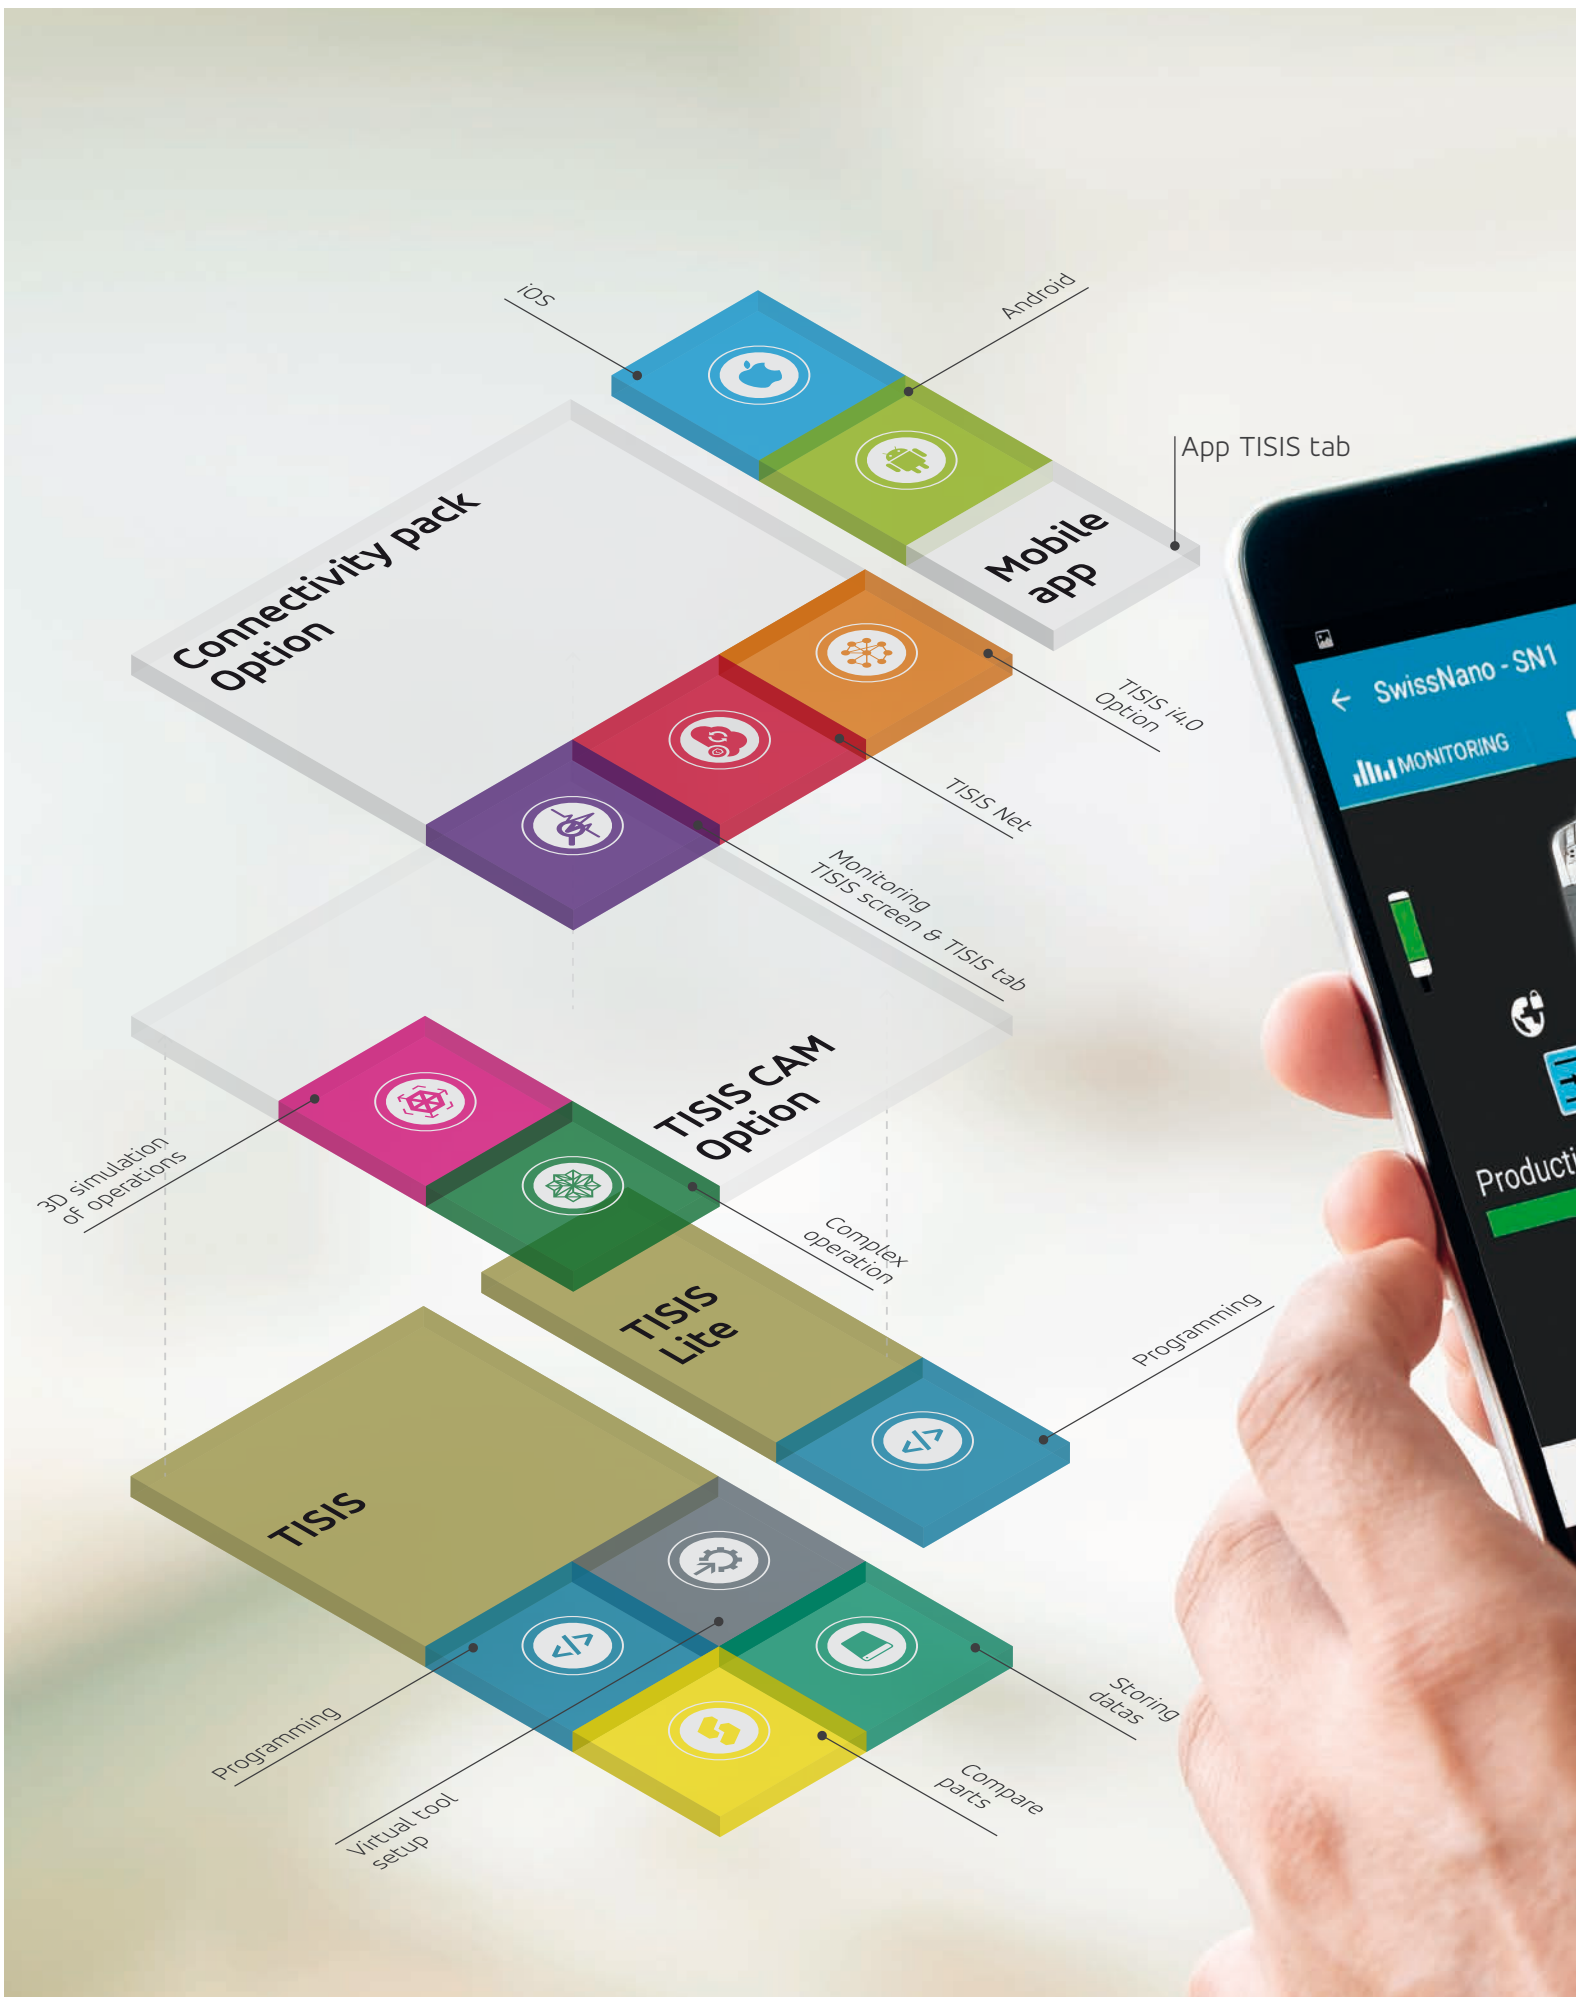 iOS
Android
App TISIS tab
Mobile
app
Connectivity pack
Option
TISIS i4.0
Option
TISIS Net
Monitoring
TISIS screen & TISIS tab
SwissNano - SN1
MONITORING
TISIS CAM
Option
3D simulation
of operations
Complex
operation
TISIS
Lite
Programming
TISIS
Programming
Virtual tool
setup
Storing
datas
Compare
parts
Producti